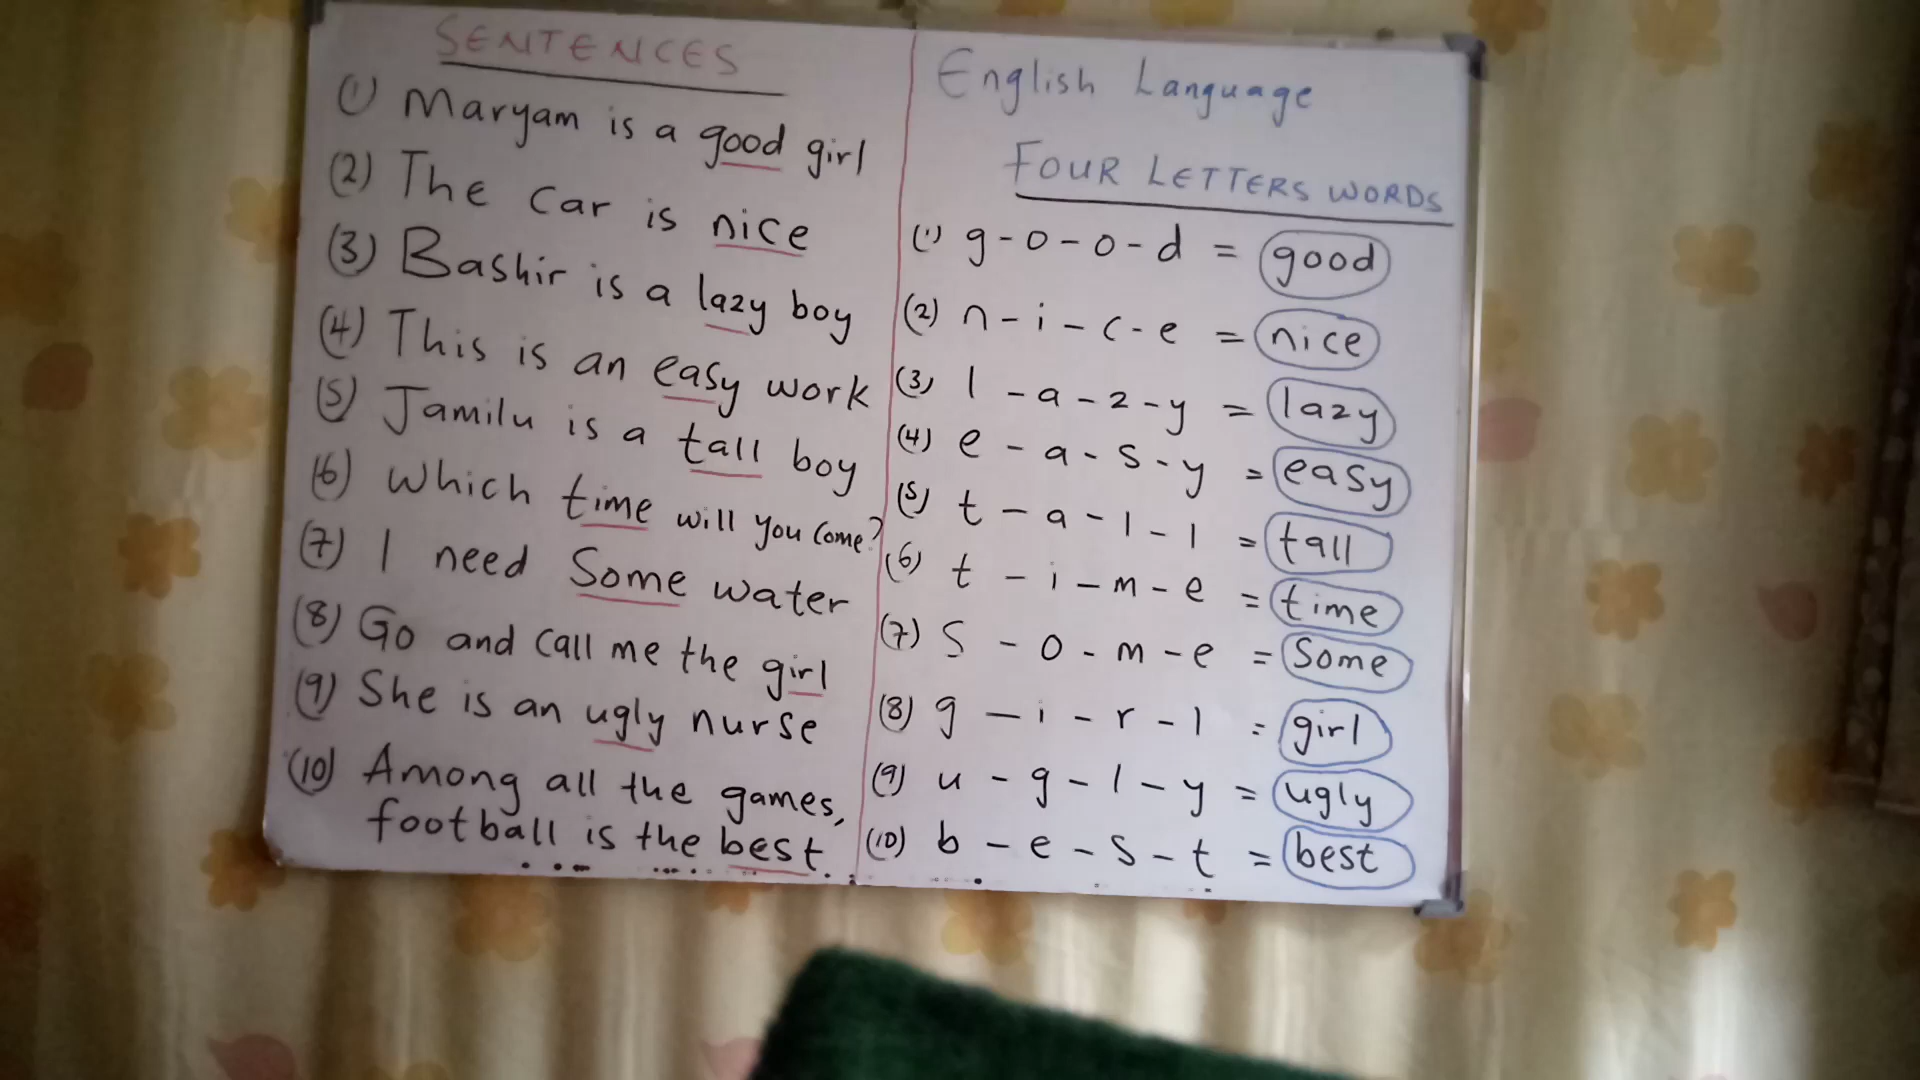 SENTENCES
(1) Maryam is a good girl
(2) The car is nice
(3) Bashir is a lazy boy
(4) This is an easy work
(5) Jamilu is a tall boy
(6) Which time will you come?
(7) I need Some water
(8) Go and call me the girl
(9) She is an ugly nurse
(10) Among all the games,
football is the best
English Language
FOUR LETTERS WORDS
(1) g-o-o-d = good
(2) n-i-c-e = nice
(3) l-a-z-y = lazy
(4) e-a-s-y = easy
(5) t-a-l-l = tall
(6) t-i-m-e = time
(7) S-o-m-e = Some
(8) g-i-r-l = girl
(9) u-g-l-y = ugly
(10) b-e-s-t = best